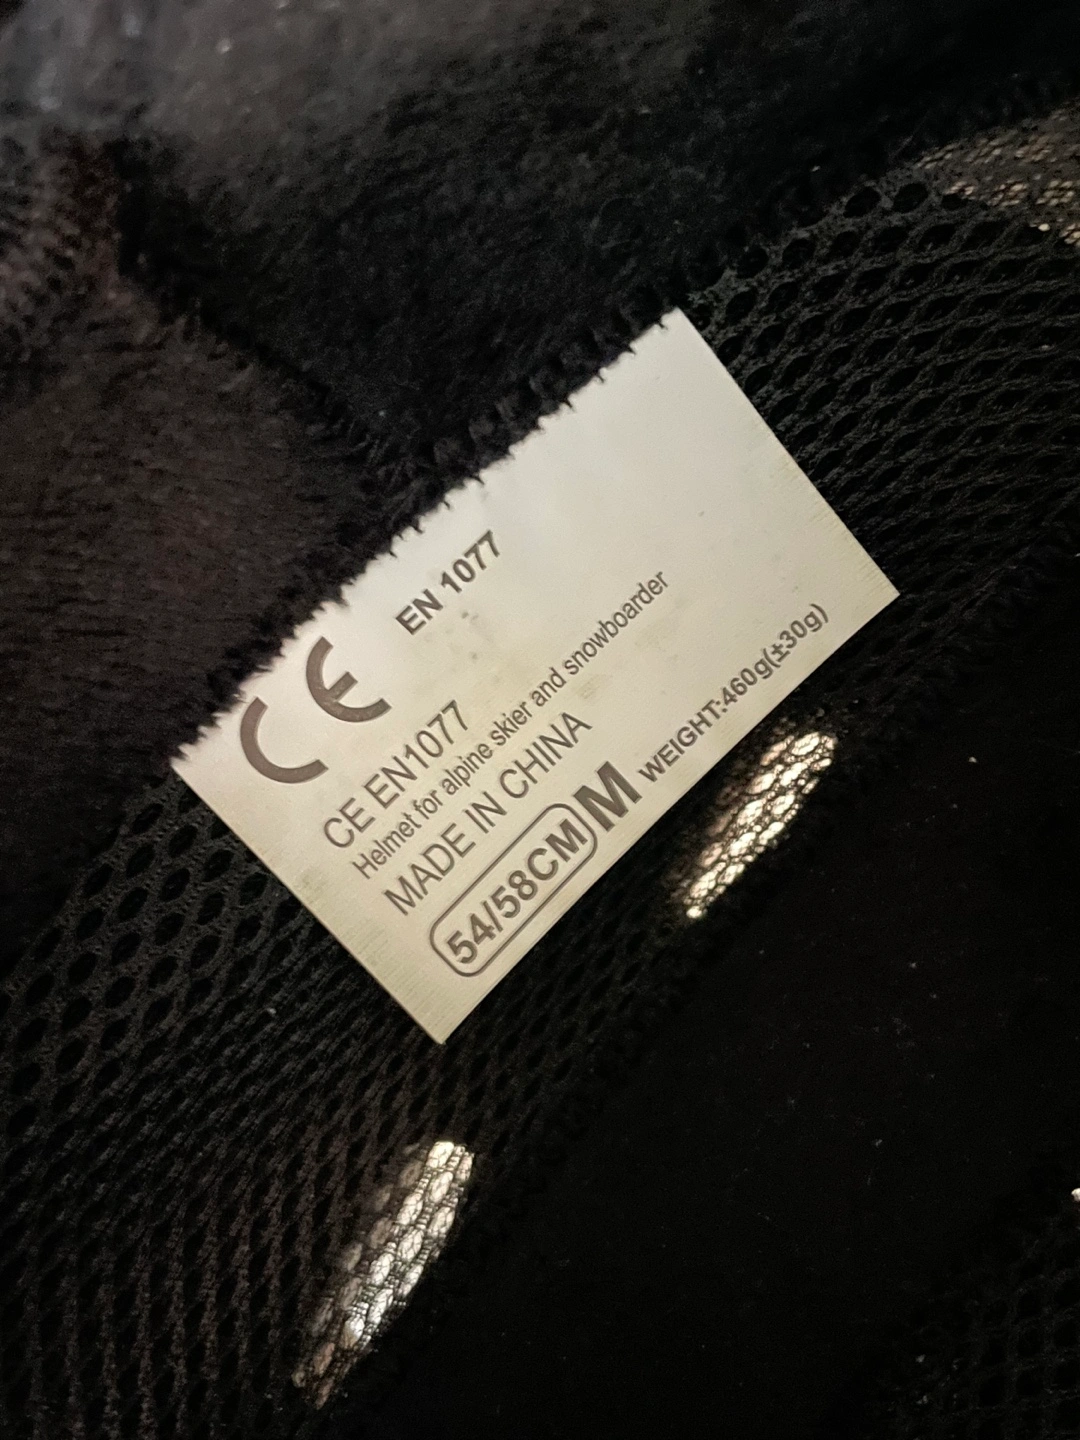 CE EN 1077
CE EN1077
Helmet for alpine skier and snowboarder
MADE IN CHINA
54/58CM M WEIGHT:460g(±30g)